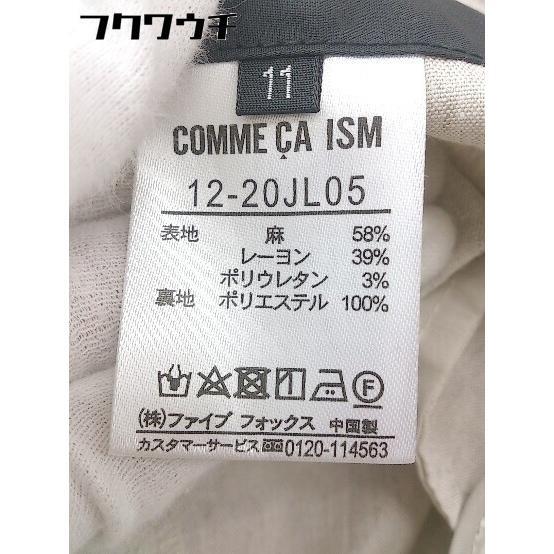 フクワウチ
11
COMME ÇA ISM
12-20JL05
表地 麻 58%
レーヨン 39%
ポリウレタン 3%
裏地 ポリエステル 100%
F
(株)ファイブ フォックス 中国製
カスタマーサービス 0120-114563